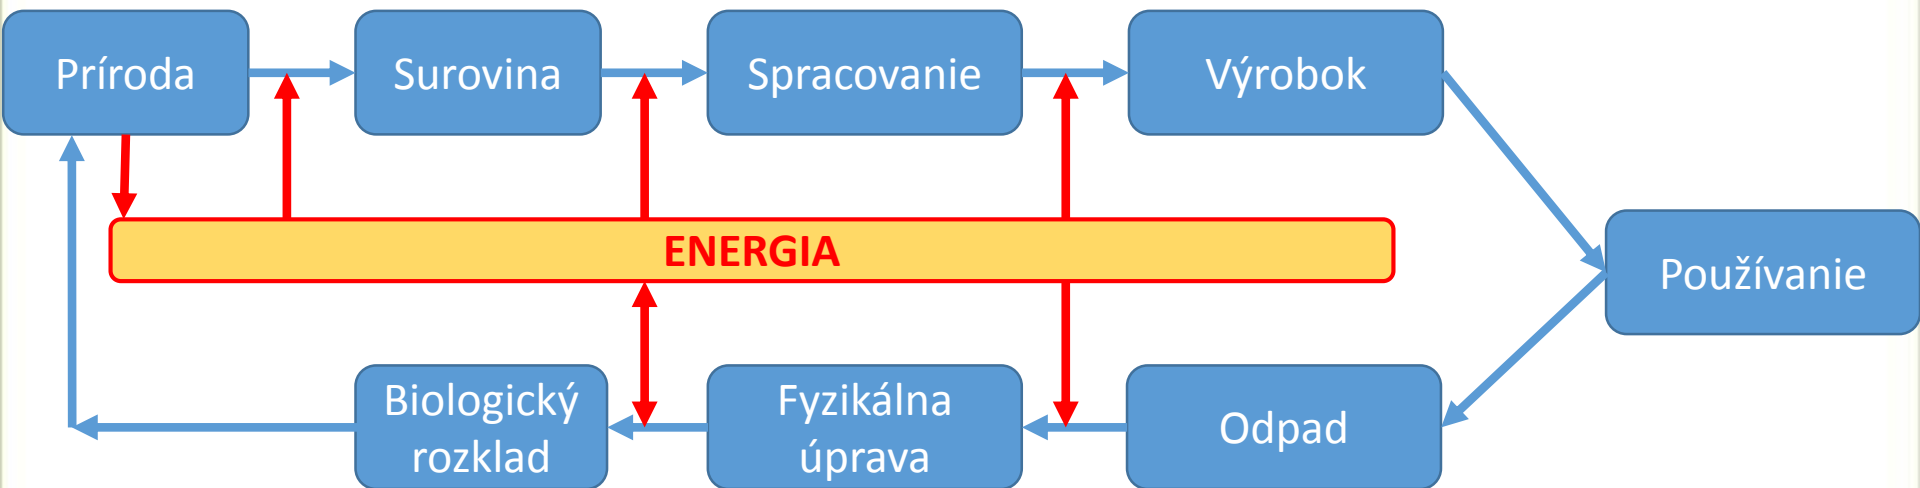 Príroda
Surovina
Spracovanie
Výrobok
ENERGIA
Používanie
Biologický
rozklad
Fyzikálna
úprava
Odpad